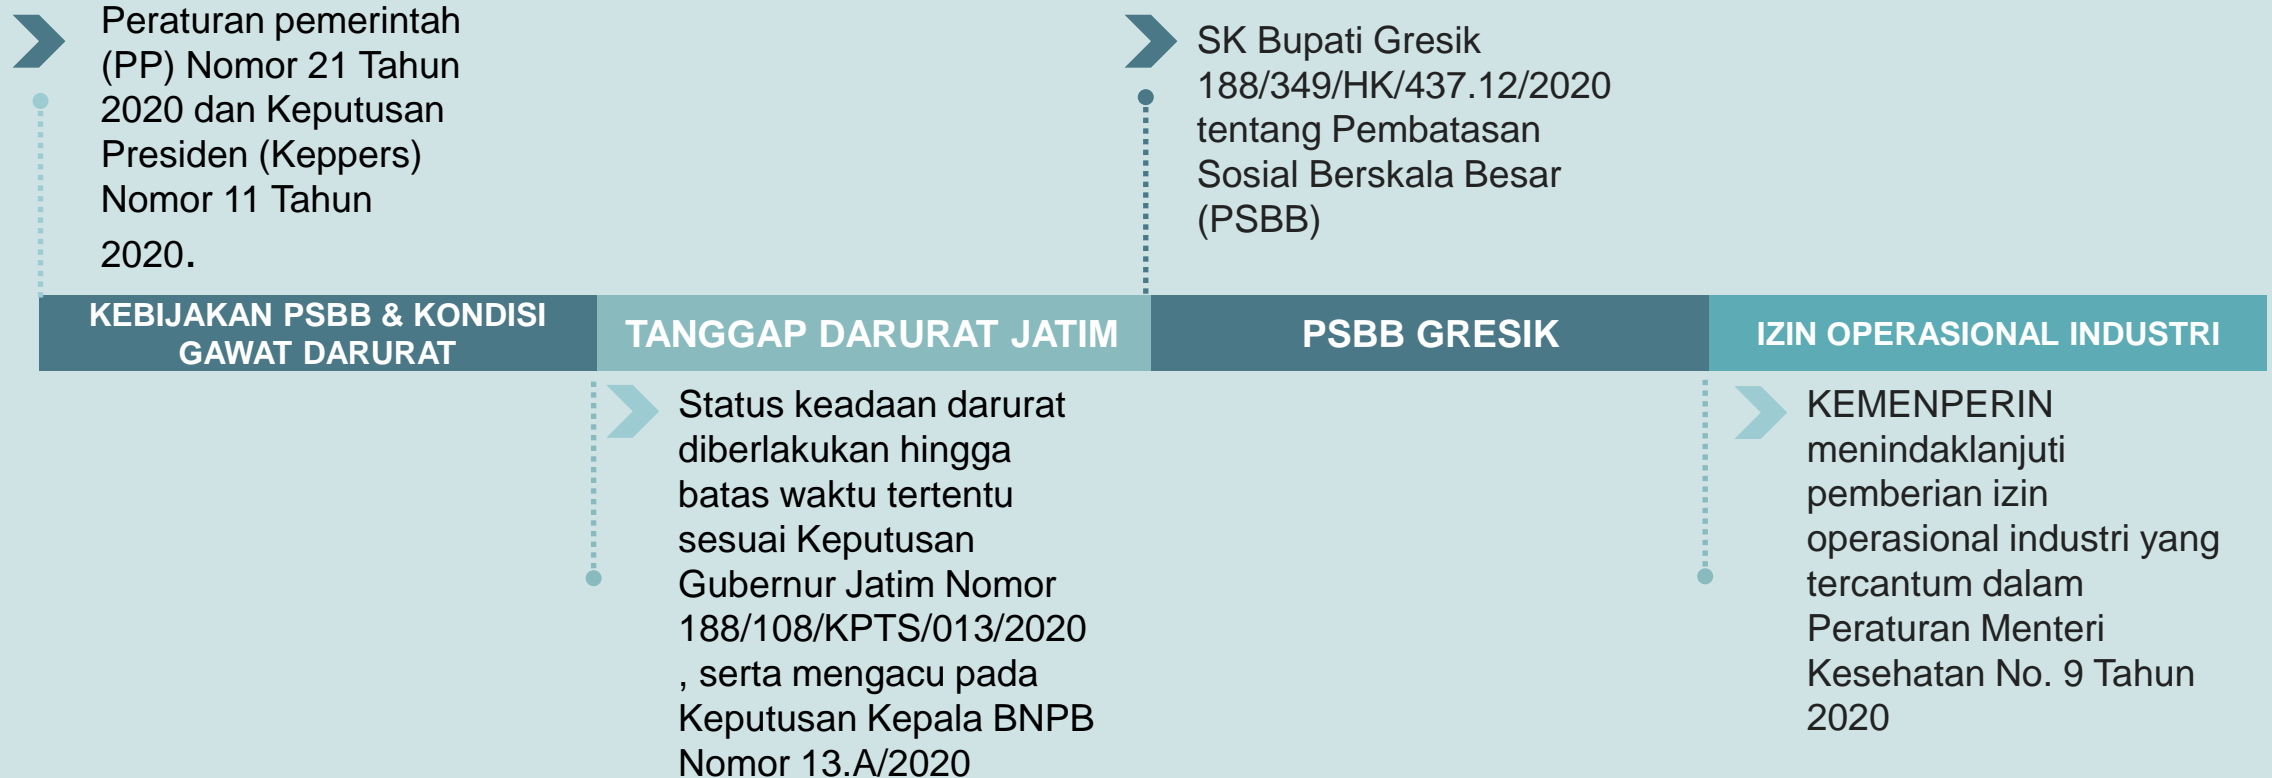 Peraturan pemerintah
(PP) Nomor 21 Tahun
2020 dan Keputusan
Presiden (Keppers)
Nomor 11 Tahun
2020.
SK Bupati Gresik
188/349/HK/437.12/2020
tentang Pembatasan
Sosial Berskala Besar
(PSBB)
KEBIJAKAN PSBB & KONDISI
GAWAT DARURAT
TANGGAP DARURAT JATIM
PSBB GRESIK
IZIN OPERASIONAL INDUSTRI
Status keadaan darurat
diberlakukan hingga
batas waktu tertentu
sesuai Keputusan
Gubernur Jatim Nomor
188/108/KPTS/013/2020
, serta mengacu pada
Keputusan Kepala BNPB
Nomor 13.A/2020
KEMENPERIN
menindaklanjuti
pemberian izin
operasional industri yang
tercantum dalam
Peraturan Menteri
Kesehatan No. 9 Tahun
2020